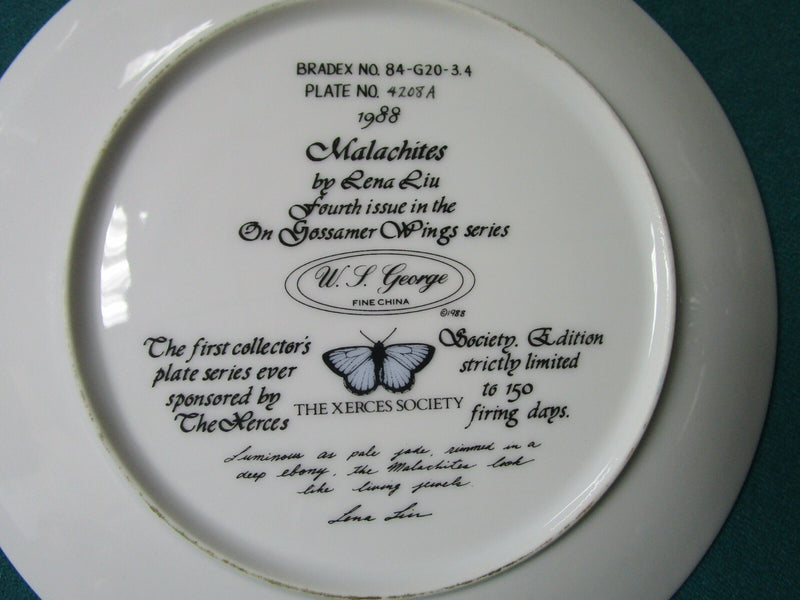 BRADEX NO. 84-G20-3.4
PLATE NO. 4208A
1988
Malachites
by Lena Liu
Fourth issue in the
On Gossamer Wings series
W. S. George
FINE CHINA
©1988
The first collector's
plate series ever
sponsored by
The Xerces
THE XERCES SOCIETY
Society. Edition
strictly limited
to 150
firing days.
Luminous as pale jade, rimmed in a
deep ebony, the Malachites look
like living jewels.
Lena Liu